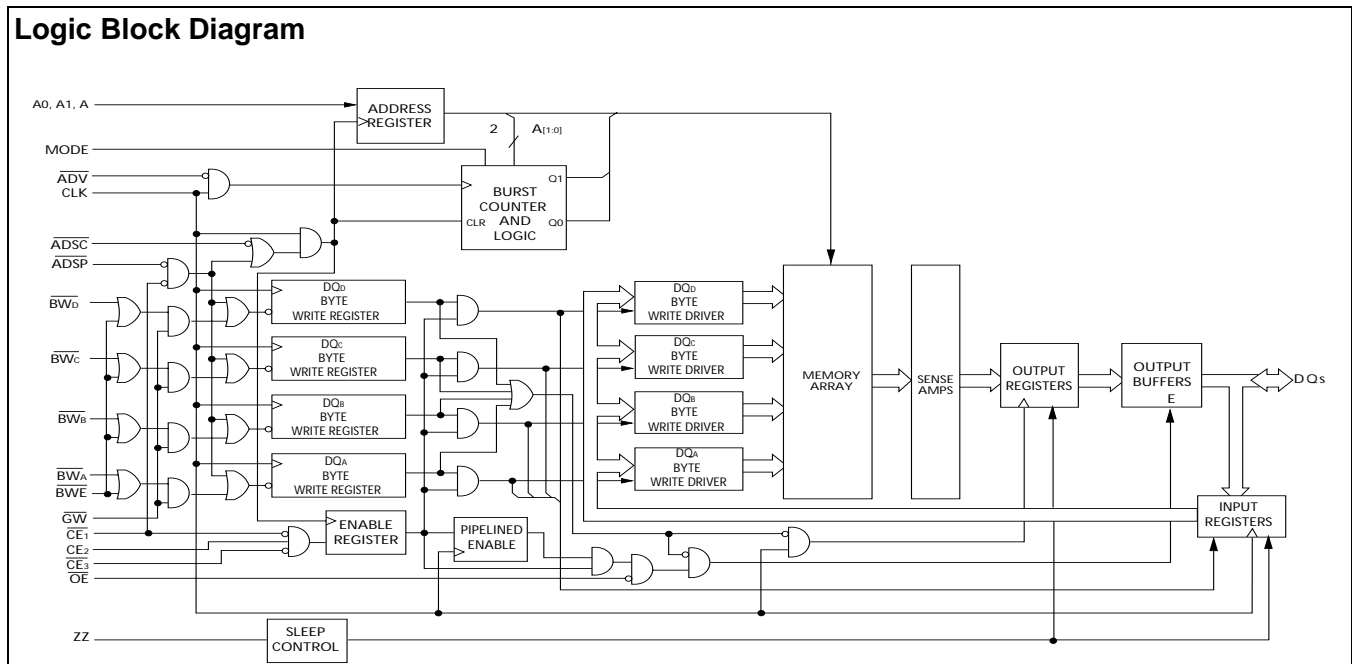 Logic Block Diagram
A0, A1, A
ADDRESS
REGISTER
2 A[1:0]
MODE
ADV
CLK
BURST
COUNTER
AND
LOGIC
CLR
Q1
Q0
ADSC
ADSP
BWD
DQD
BYTE
WRITE REGISTER
DQD
BYTE
WRITE DRIVER
BWC
DQC
BYTE
WRITE REGISTER
DQC
BYTE
WRITE DRIVER
BWB
DQB
BYTE
WRITE REGISTER
DQB
BYTE
WRITE DRIVER
BWA
BWE
DQA
BYTE
WRITE REGISTER
DQA
BYTE
WRITE DRIVER
MEMORY
ARRAY
SENSE
AMPS
OUTPUT
REGISTERS
OUTPUT
BUFFERS
E
DQs
GW
CE1
CE2
CE3
OE
ENABLE
REGISTER
PIPELINED
ENABLE
INPUT
REGISTERS
ZZ
SLEEP
CONTROL